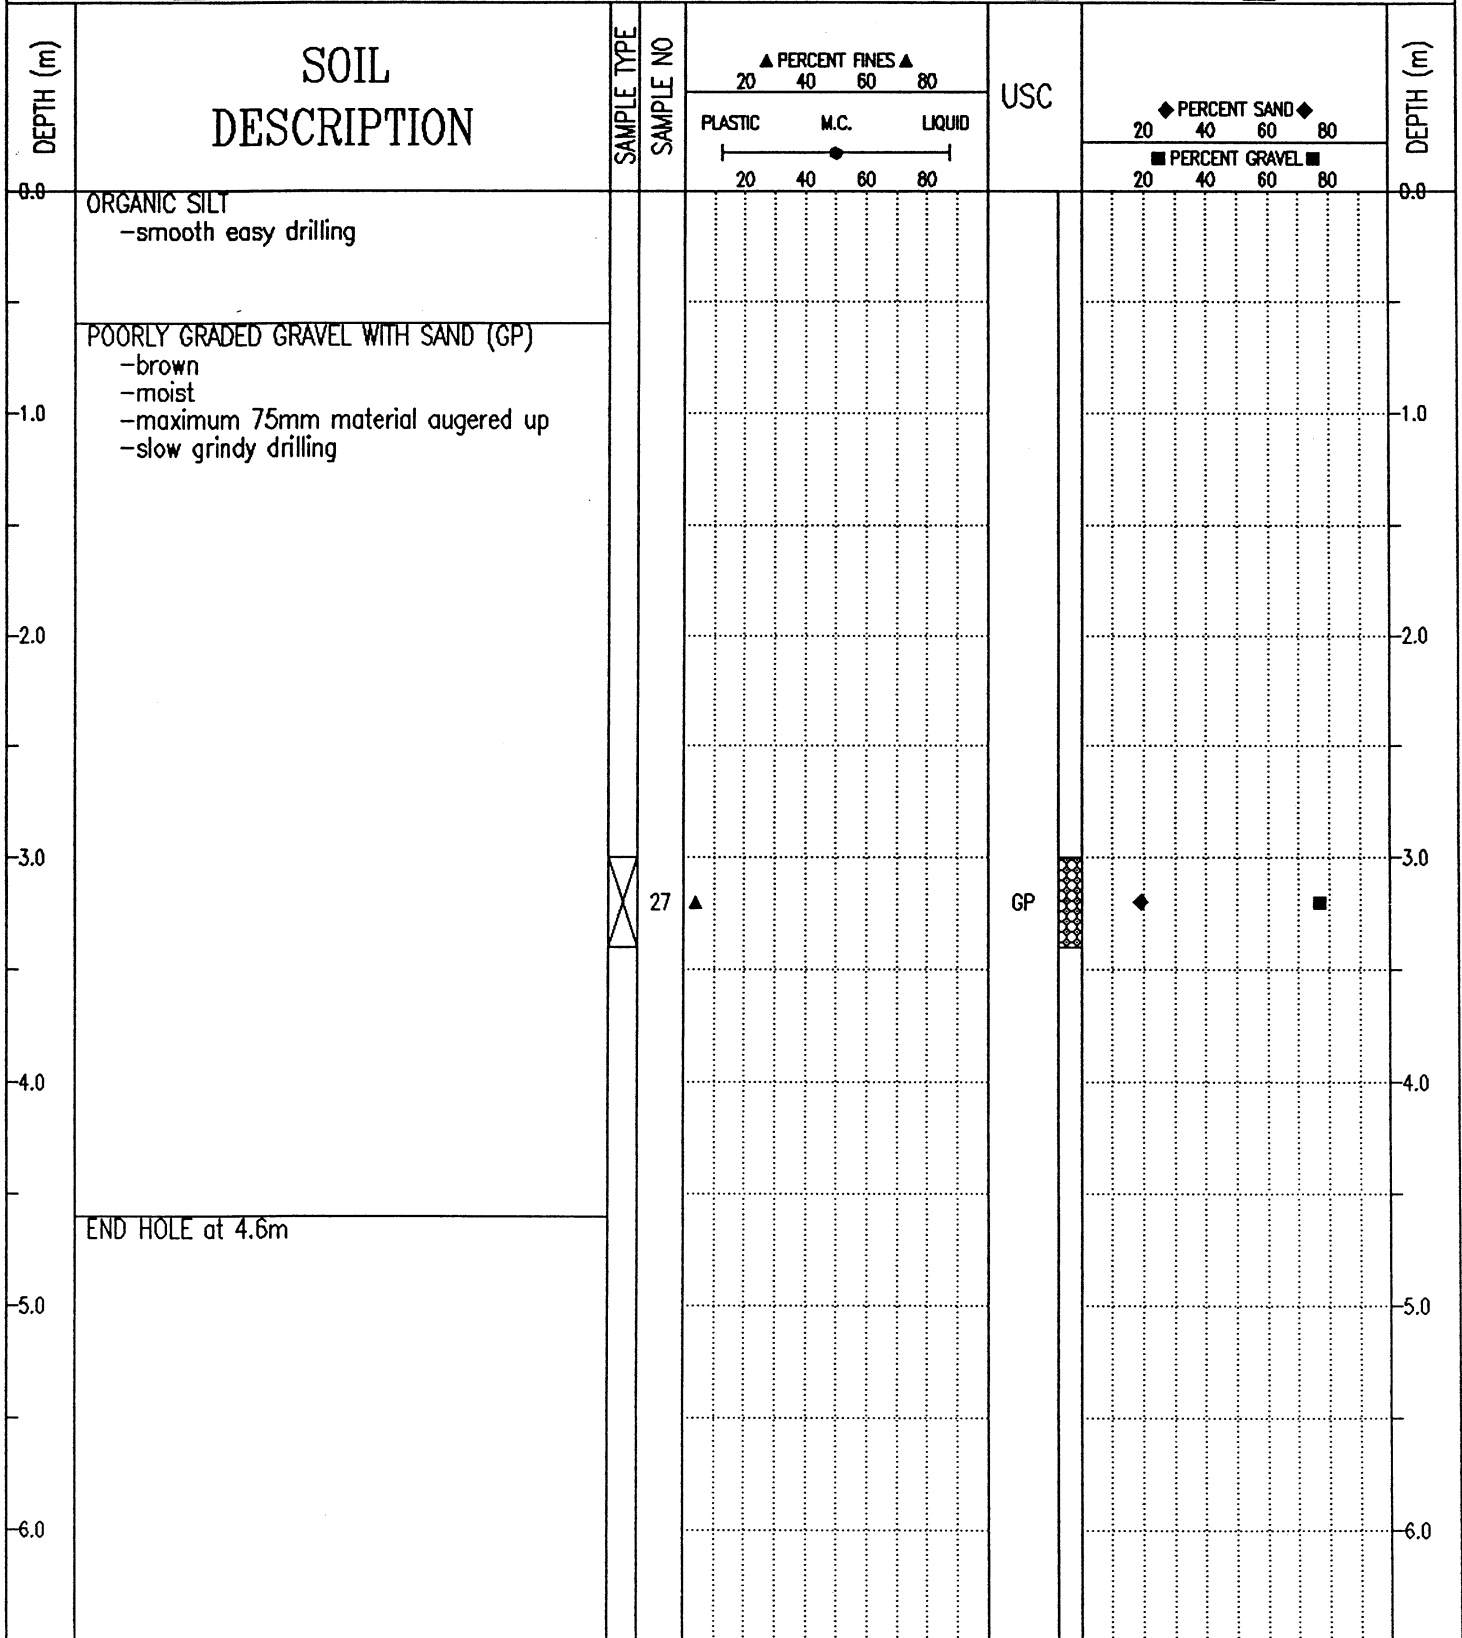 DEPTH (m)
SOIL
DESCRIPTION
SAMPLE TYPE
SAMPLE NO
▲ PERCENT FINES ▲
20 40 60 80
PLASTIC M.C. LIQUID
20 40 60 80
USC
◆ PERCENT SAND ◆
20 40 60 80
■ PERCENT GRAVEL ■
20 40 60 80
DEPTH (m)
0.0 0.0
ORGANIC SILT
-smooth easy drilling
POORLY GRADED GRAVEL WITH SAND (GP)
-brown
-moist
1.0 -maximum 75mm material augered up 1.0
-slow grindy drilling
2.0 2.0
3.0 3.0
27 GP
4.0 4.0
END HOLE at 4.6m
5.0 5.0
6.0 6.0